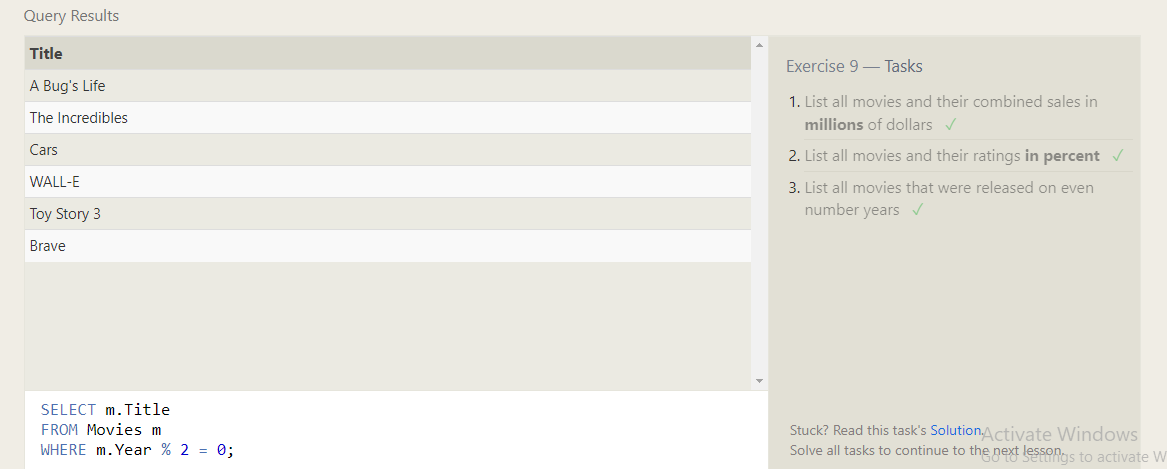 Query Results
Title
A Bug's Life
The Incredibles
Cars
WALL-E
Toy Story 3
Brave
SELECT m.Title
FROM Movies m
WHERE m.Year % 2 = 0;
Exercise 9 — Tasks
1. List all movies and their combined sales in
millions of dollars ✓
2. List all movies and their ratings in percent ✓
3. List all movies that were released on even
number years ✓
Stuck? Read this task's Solution.
Solve all tasks to continue to the next lesson.
Activate Windows
Go to Settings to activate W